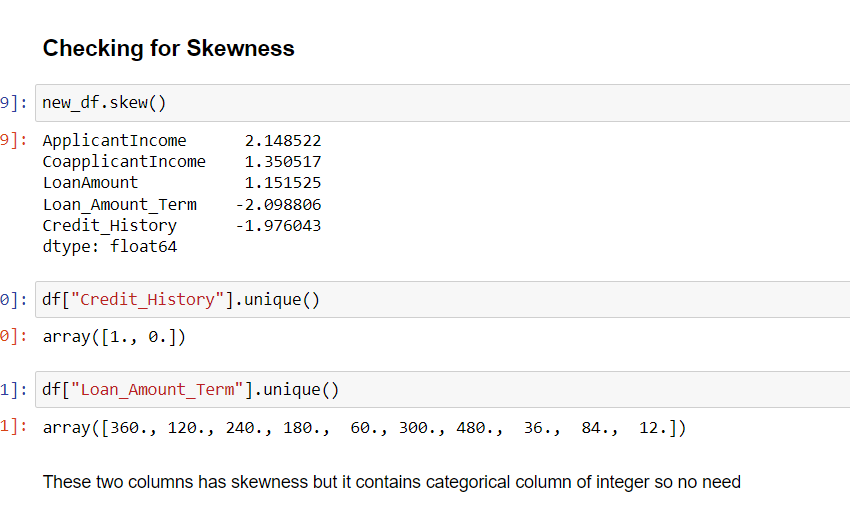 Checking for Skewness
9]: new_df.skew()
9]: ApplicantIncome 2.148522
CoapplicantIncome 1.350517
LoanAmount 1.151525
Loan_Amount_Term -2.098806
Credit_History -1.976043
dtype: float64
0]: df["Credit_History"].unique()
0]: array([1., 0.])
1]: df["Loan_Amount_Term"].unique()
1]: array([360., 120., 240., 180., 60., 300., 480., 36., 84., 12.])
These two columns has skewness but it contains categorical column of integer so no need